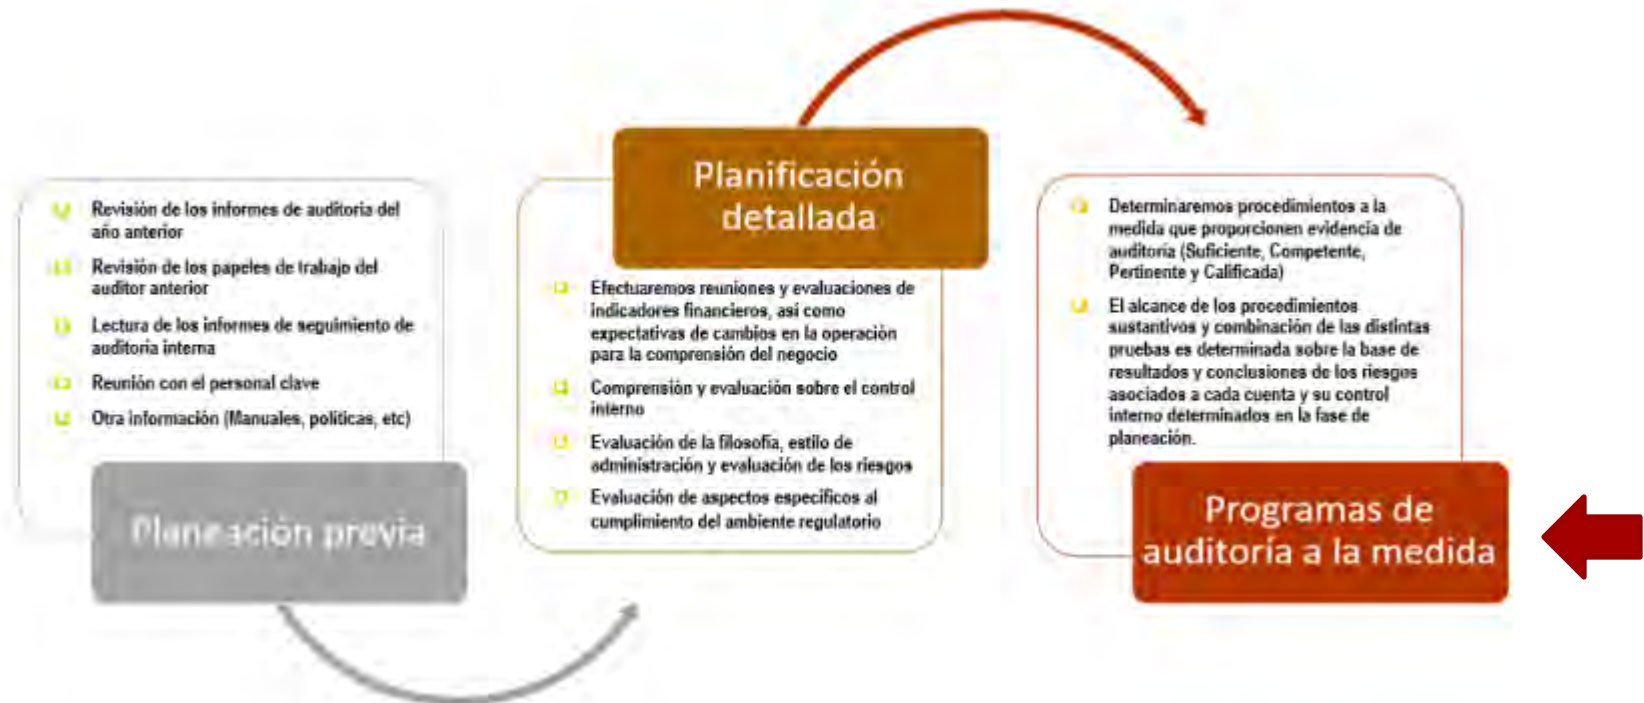 Revisión de los informes de auditoria del
año anterior
Revisión de los papeles de trabajo del
auditor anterior
Lectura de los informes de seguimiento de
auditoria interna
Reunión con el personal clave
Otra información (Manuales, políticas, etc)
Planeación previa
Planificación
detallada
Efectuaremos reuniones y evaluaciones de
indicadores financieros, así como
expectativas de cambios en la operación
para la comprensión del negocio
Comprensión y evaluación sobre el control
interno
Evaluación de la filosofía, estilo de
administración y evaluación de los riesgos
Evaluación de aspectos específicos al
cumplimiento del ambiente regulatorio
Determinaremos procedimientos a la
medida que proporcionen evidencia de
auditoría (Suficiente, Competente,
Pertinente y Calificada)
El alcance de los procedimientos
sustantivos y combinación de las distintas
pruebas es determinada sobre la base de
resultados y conclusiones de los riesgos
asociados a cada cuenta y su control
interno determinados en la fase de
planeación.
Programas de
auditoría a la medida